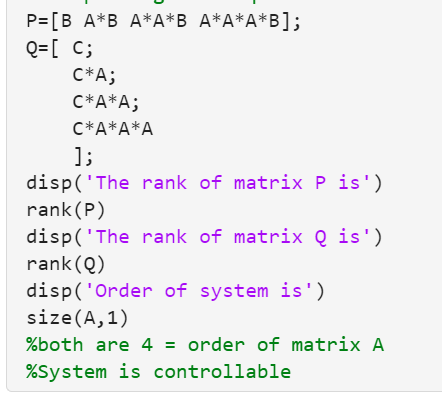 P=[B A*B A*A*B A*A*A*B];
Q=[ C;
C*A;
C*A*A;
C*A*A*A
];
disp('The rank of matrix P is')
rank(P)
disp('The rank of matrix Q is')
rank(Q)
disp('Order of system is')
size(A,1)
%both are 4 = order of matrix A
%System is controllable